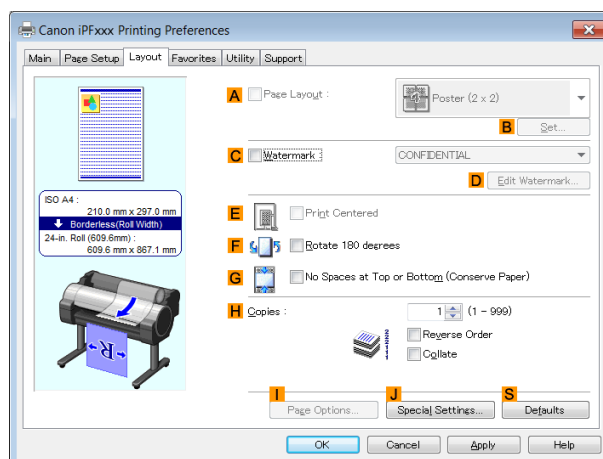 Canon iPFxxx Printing Preferences
Main Page Setup Layout Favorites Utility Support
A Page Layout : Poster (2 x 2)
B Set...
C Watermark : CONFIDENTIAL
D Edit Watermark...
ISO A4 :
210.0 mm x 297.0 mm
Borderless(Roll Width)
24-in. Roll (609.6mm) :
609.6 mm x 867.1 mm
E Print Centered
F Rotate 180 degrees
G No Spaces at Top or Bottom (Conserve Paper)
H Copies : 1 (1 - 999)
Reverse Order
Collate
R
I J S
Page Options... Special Settings... Defaults
OK Cancel Apply Help